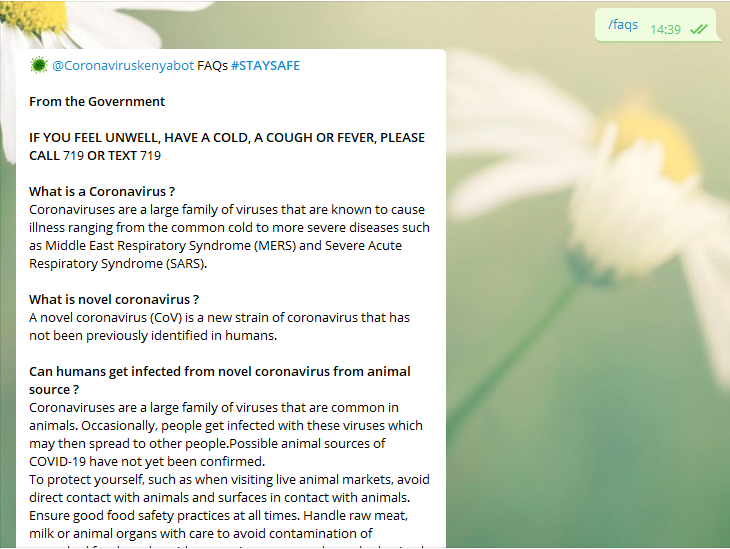 /faqs 14:39
@Coronaviruskenyabot FAQs #STAYSAFE
From the Government
IF YOU FEEL UNWELL, HAVE A COLD, A COUGH OR FEVER, PLEASE
CALL 719 OR TEXT 719
What is a Coronavirus ?
Coronaviruses are a large family of viruses that are known to cause
illness ranging from the common cold to more severe diseases such
as Middle East Respiratory Syndrome (MERS) and Severe Acute
Respiratory Syndrome (SARS).
What is novel coronavirus ?
A novel coronavirus (CoV) is a new strain of coronavirus that has
not been previously identified in humans.
Can humans get infected from novel coronavirus from animal
source ?
Coronaviruses are a large family of viruses that are common in
animals. Occasionally, people get infected with these viruses which
may then spread to other people.Possible animal sources of
COVID-19 have not yet been confirmed.
To protect yourself, such as when visiting live animal markets, avoid
direct contact with animals and surfaces in contact with animals.
Ensure good food safety practices at all times. Handle raw meat,
milk or animal organs with care to avoid contamination of